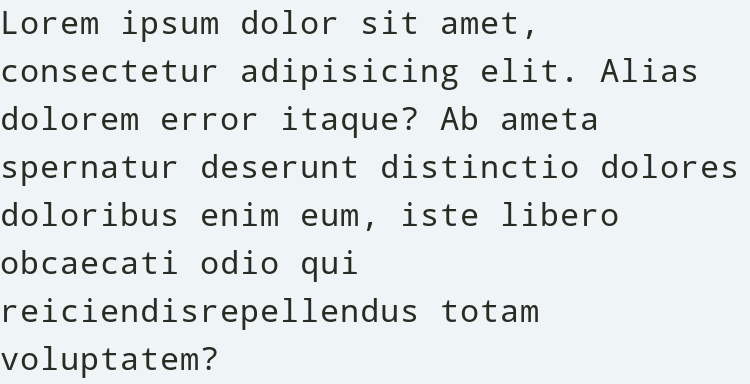 Lorem ipsum dolor sit amet,
consectetur adipisicing elit. Alias
dolorem error itaque? Ab ameta
spernatur deserunt distinctio dolores
doloribus enim eum, iste libero
obcaecati odio qui
reiciendisrepellendus totam
voluptatem?